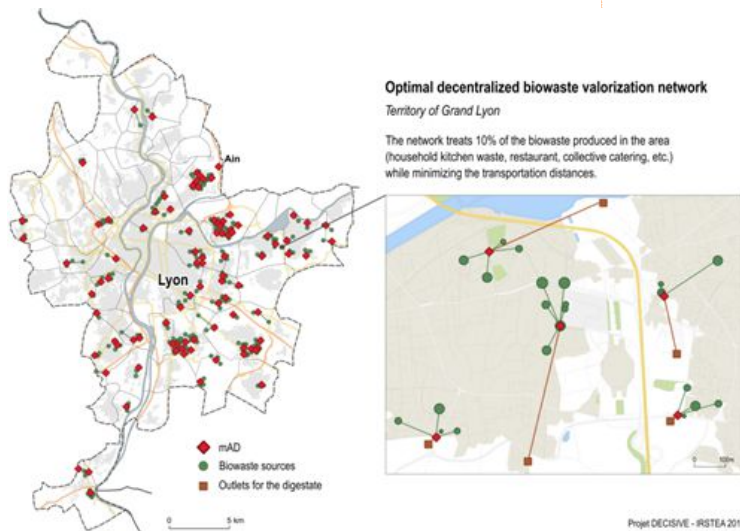 Optimal decentralized biowaste valorization network
Territory of Grand Lyon
The network treats 10% of the biowaste produced in the area
(household kitchen waste, restaurant, collective catering, etc.)
while minimizing the transportation distances.
Ain
Lyon
mAD
Biowaste sources
Outlets for the digestate
5 km
100m
Projet DECISIVE - IRSTEA 201